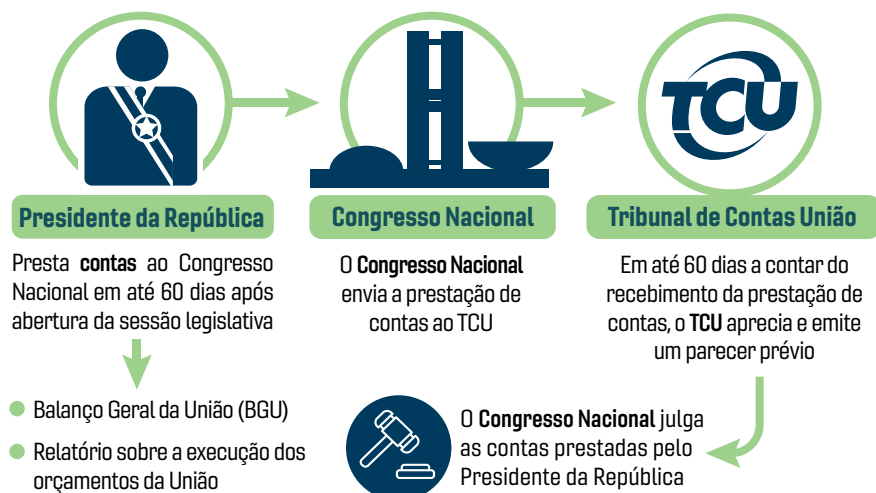 TCU
Presidente da República
Presta contas ao Congresso
Nacional em até 60 dias após
abertura da sessão legislativa
Balanço Geral da União (BGU)
Relatório sobre a execução dos
orçamentos da União
Congresso Nacional
O Congresso Nacional
envia a prestação de
contas ao TCU
Tribunal de Contas União
Em até 60 dias a contar do
recebimento da prestação de
contas, o TCU aprecia e emite
um parecer prévio
O Congresso Nacional julga
as contas prestadas pelo
Presidente da República